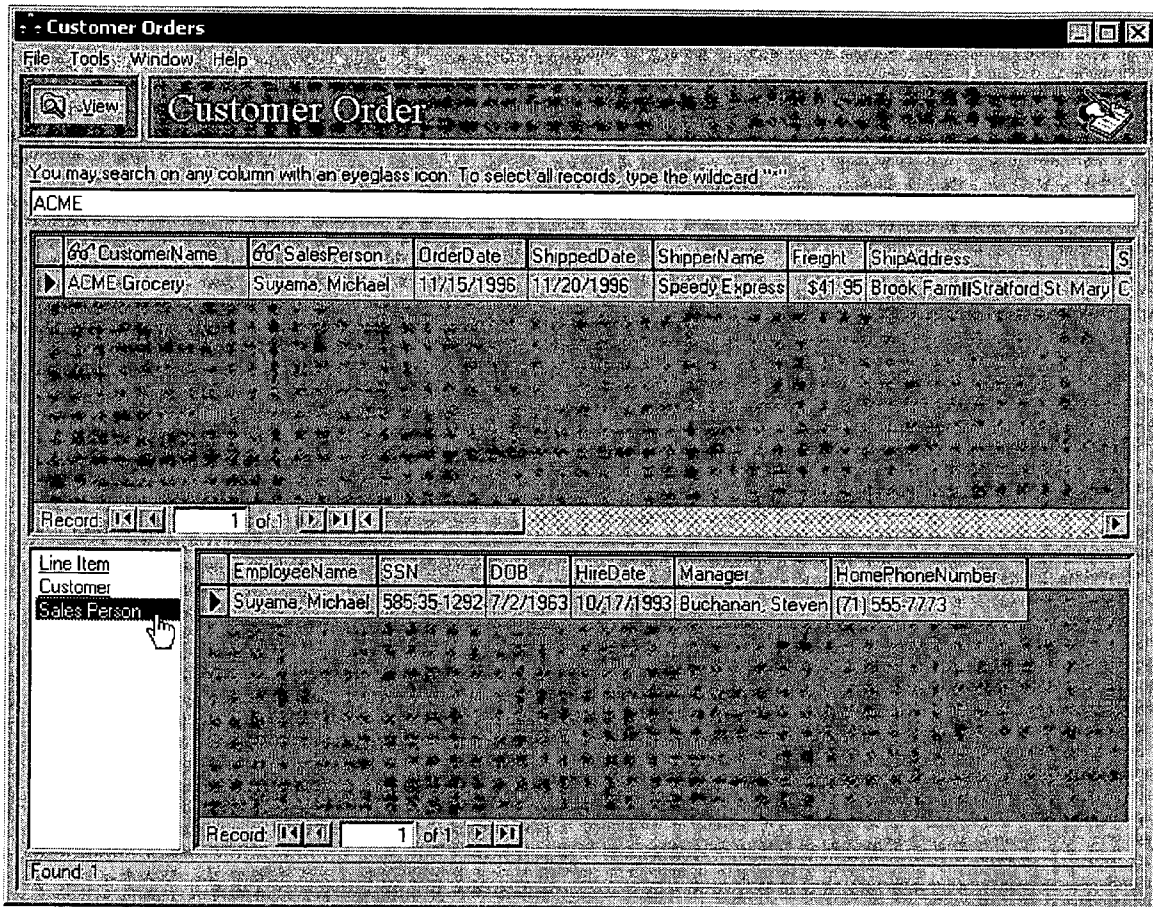 Customer Orders
File Tools Window Help
View
Customer Order
You may search on any column with an eyeglass icon. To select all records, type the wildcard "*"
ACME
CustomerName SalesPerson OrderDate ShippedDate ShipperName Freight ShipAddress S
ACME Grocery Suyama, Michael 11/15/1996 11/20/1996 Speedy Express $41.95 Brook Farm||Stratford St. Mary C
Record: 1 of 1
Line Item
Customer
Sales Person
EmployeeName SSN DOB HireDate Manager HomePhoneNumber
Suyama, Michael 585-35-1292 7/2/1963 10/17/1993 Buchanan, Steven (71) 555-7773
Record: 1 of 1
Found: 1